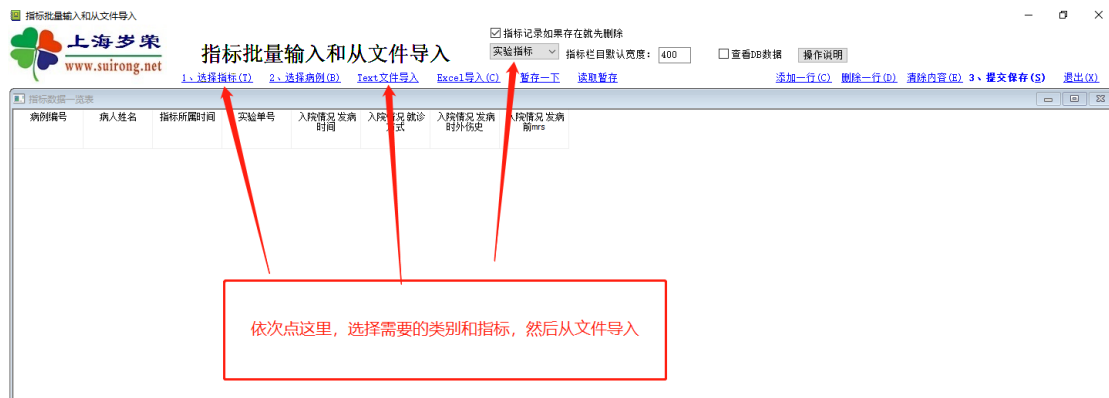 指标批量输入和从文件导入
上海岁荣
www.suirong.net
指标批量输入和从文件导入
指标记录如果存在就先删除
实验指标
指标栏目默认宽度: 400
查看DB数据
操作说明
1、选择指标(T) 2、选择病例(B) Text文件导入 Excel导入(C) 暂存一下 读取暂存 添加一行(C) 删除一行(D) 清除内容(E) 3、提交保存(S) 退出(X)
指标数据一览表
病例编号 病人姓名 指标所属时间 实验单号 入院情况 发病时间 入院情况 就诊方式 入院情况 发病时外伤史 入院情况 发病前mrs
依次点这里，选择需要的类别和指标，然后从文件导入